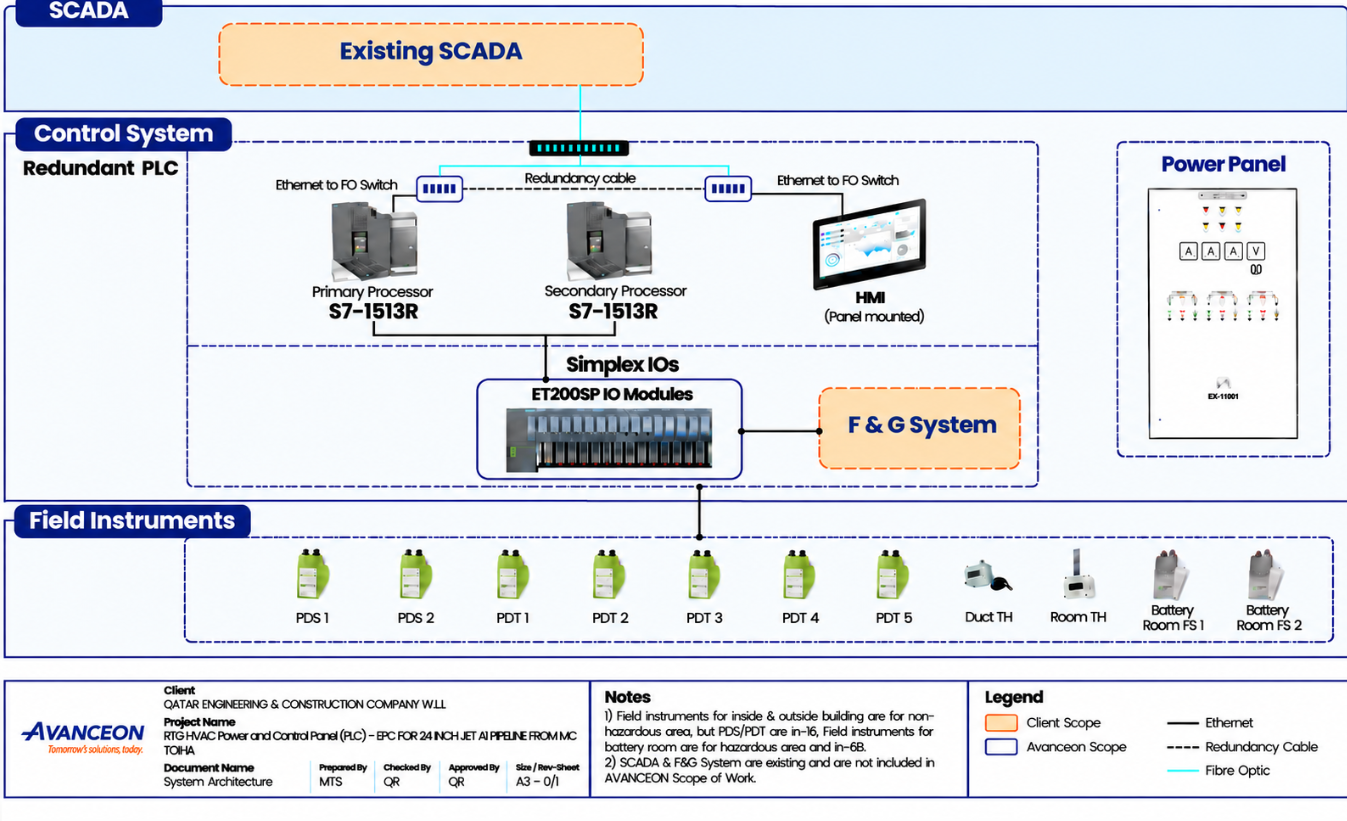 SCADA
Existing SCADA
Control System
Redundant PLC
Ethernet to FO Switch
Redundancy cable
Ethernet to FO Switch
Primary Processor
S7-1513R
Secondary Processor
S7-1513R
HMI
(Panel mounted)
Power Panel
A A A V
EX-11001
Simplex IOs
ET200SP IO Modules
F & G System
Field Instruments
PDS 1
PDS 2
PDT 1
PDT 2
PDT 3
PDT 4
PDT 5
Duct TH
Room TH
Battery
Room FS 1
Battery
Room FS 2
AVANCEON
Tomorrow's solutions, today.
Client
QATAR ENGINEERING & CONSTRUCTION COMPANY W.L.L
Project Name
RTG HVAC Power and Control Panel (PLC) - EPC FOR 24 INCH JET A1 PIPELINE FROM MC
TOIHA
Document Name
System Architecture
Prepared By
MTS
Checked By
QR
Approved By
QR
Size / Rev-Sheet
A3 - 0/1
Notes
1) Field instruments for inside & outside building are for non-
hazardous area, but PDS/PDT are in-16, Field instruments for
battery room are for hazardous area and in-6B.
2) SCADA & F&G System are existing and are not included in
AVANCEON Scope of Work.
Legend
Client Scope
Avanceon Scope
Ethernet
Redundancy Cable
Fibre Optic